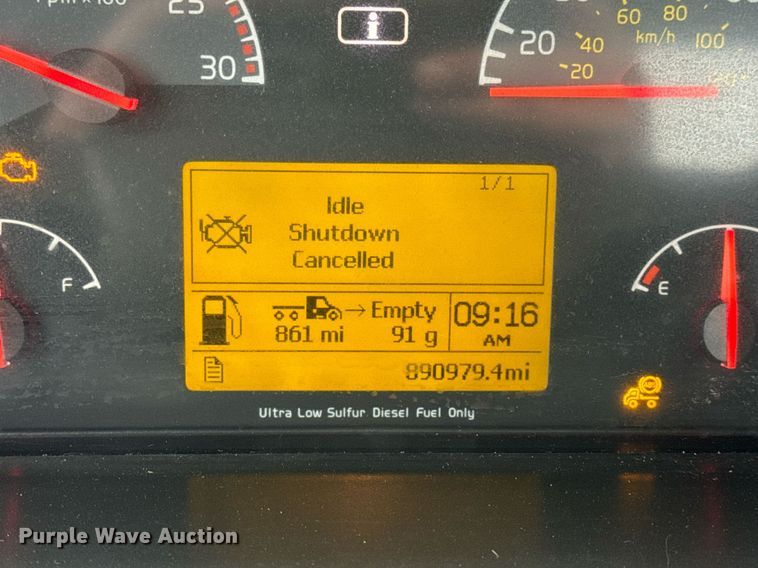 25
30
20
20
40
60
80
100
km/h
F
E
1/1
Idle
Shutdown
Cancelled
→ Empty
861 mi 91 g
09:16
AM
890979.4mi
Ultra Low Sulfur Diesel Fuel Only
ABS
Purple Wave Auction